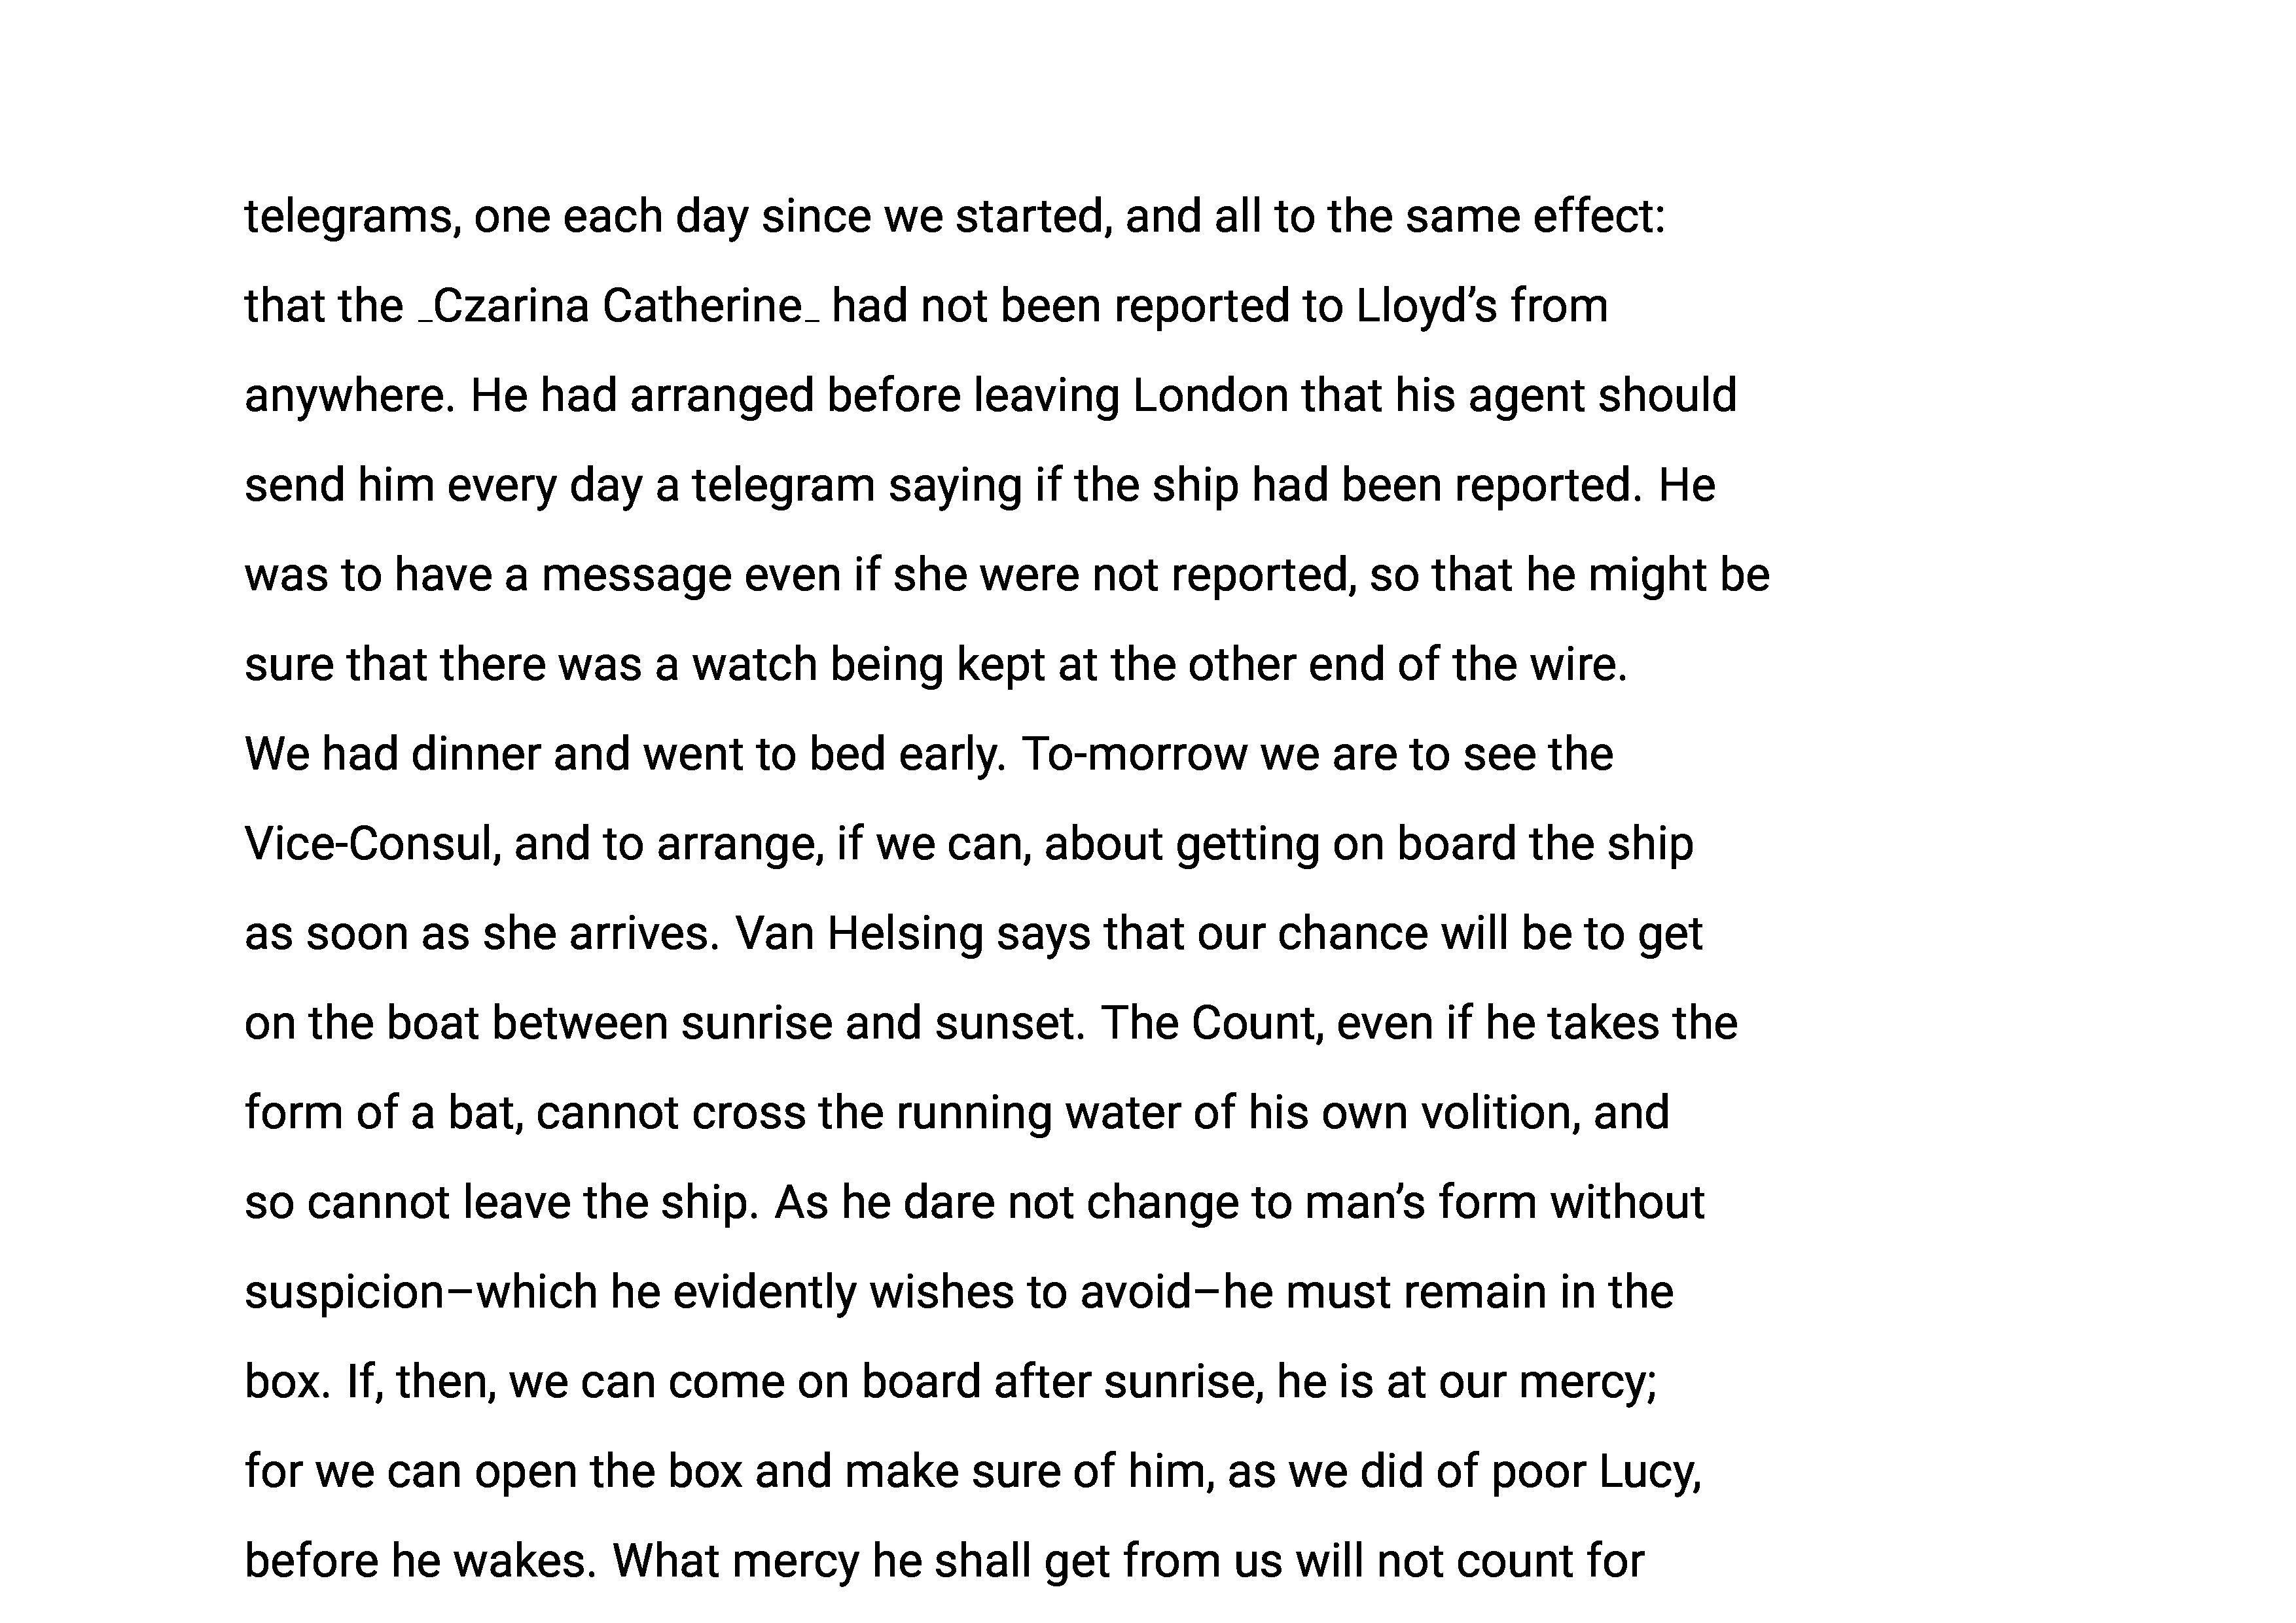 telegrams, one each day since we started, and all to the same effect:
that the _Czarina Catherine_ had not been reported to Lloyd’s from
anywhere. He had arranged before leaving London that his agent should
send him every day a telegram saying if the ship had been reported. He
was to have a message even if she were not reported, so that he might be
sure that there was a watch being kept at the other end of the wire.
We had dinner and went to bed early. To-morrow we are to see the
Vice-Consul, and to arrange, if we can, about getting on board the ship
as soon as she arrives. Van Helsing says that our chance will be to get
on the boat between sunrise and sunset. The Count, even if he takes the
form of a bat, cannot cross the running water of his own volition, and
so cannot leave the ship. As he dare not change to man’s form without
suspicion–which he evidently wishes to avoid–he must remain in the
box. If, then, we can come on board after sunrise, he is at our mercy;
for we can open the box and make sure of him, as we did of poor Lucy,
before he wakes. What mercy he shall get from us will not count for